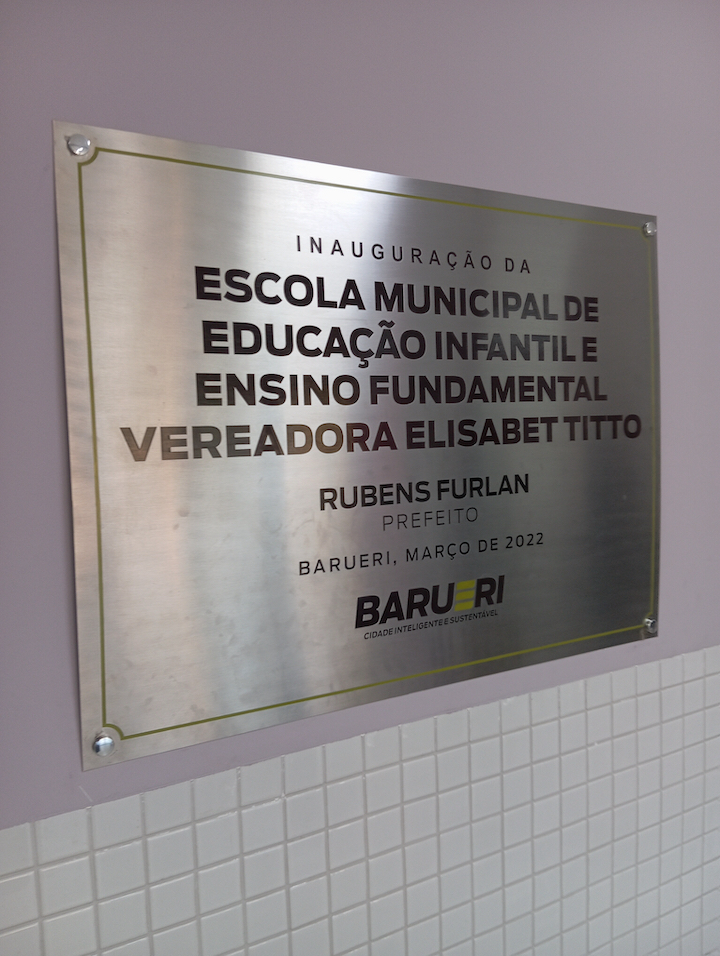 INAUGURAÇÃO DA
ESCOLA MUNICIPAL DE
EDUCAÇÃO INFANTIL E
ENSINO FUNDAMENTAL
VEREADORA ELISABET TITTO
RUBENS FURLAN
PREFEITO
BARUERI, MARÇO DE 2022
BARUERI
CIDADE INTELIGENTE E SUSTENTÁVEL